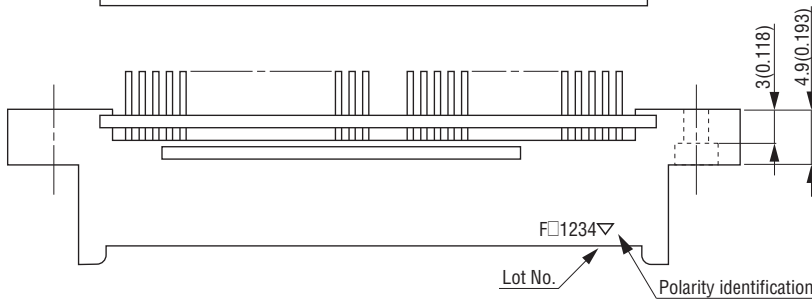 3(0.118)
4.9(0.193)
F□1234▽
Lot No.
Polarity identification